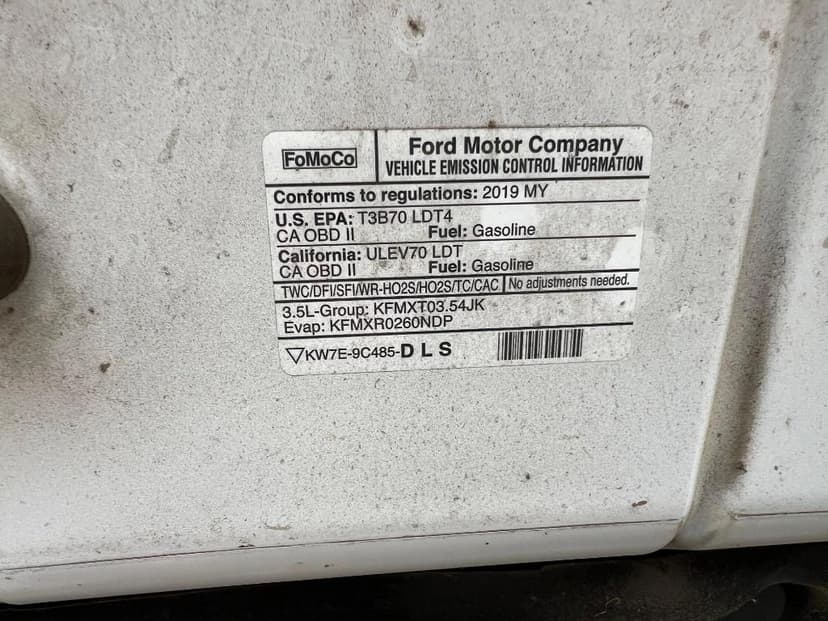 FoMoCo
Ford Motor Company
VEHICLE EMISSION CONTROL INFORMATION
Conforms to regulations: 2019 MY
U.S. EPA: T3B70 LDT4
CA OBD II Fuel: Gasoline
California: ULEV70 LDT
CA OBD II Fuel: Gasoline
TWC/DFI/SFI/WR-HO2S/HO2S/TC/CAC No adjustments needed.
3.5L-Group: KFMXT03.54JK
Evap: KFMXR0260NDP
KW7E-9C485-D L S